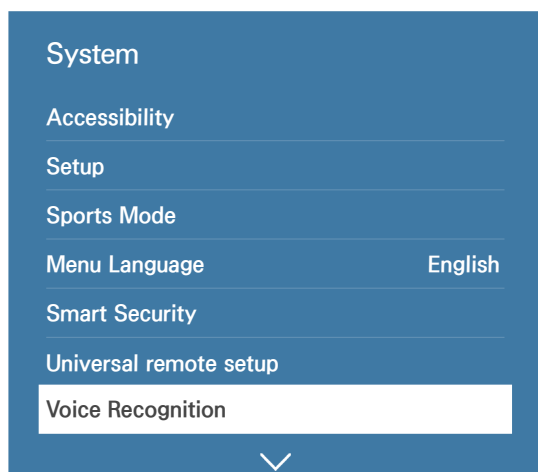 System
Accessibility
Setup
Sports Mode
Menu Language English
Smart Security
Universal remote setup
Voice Recognition